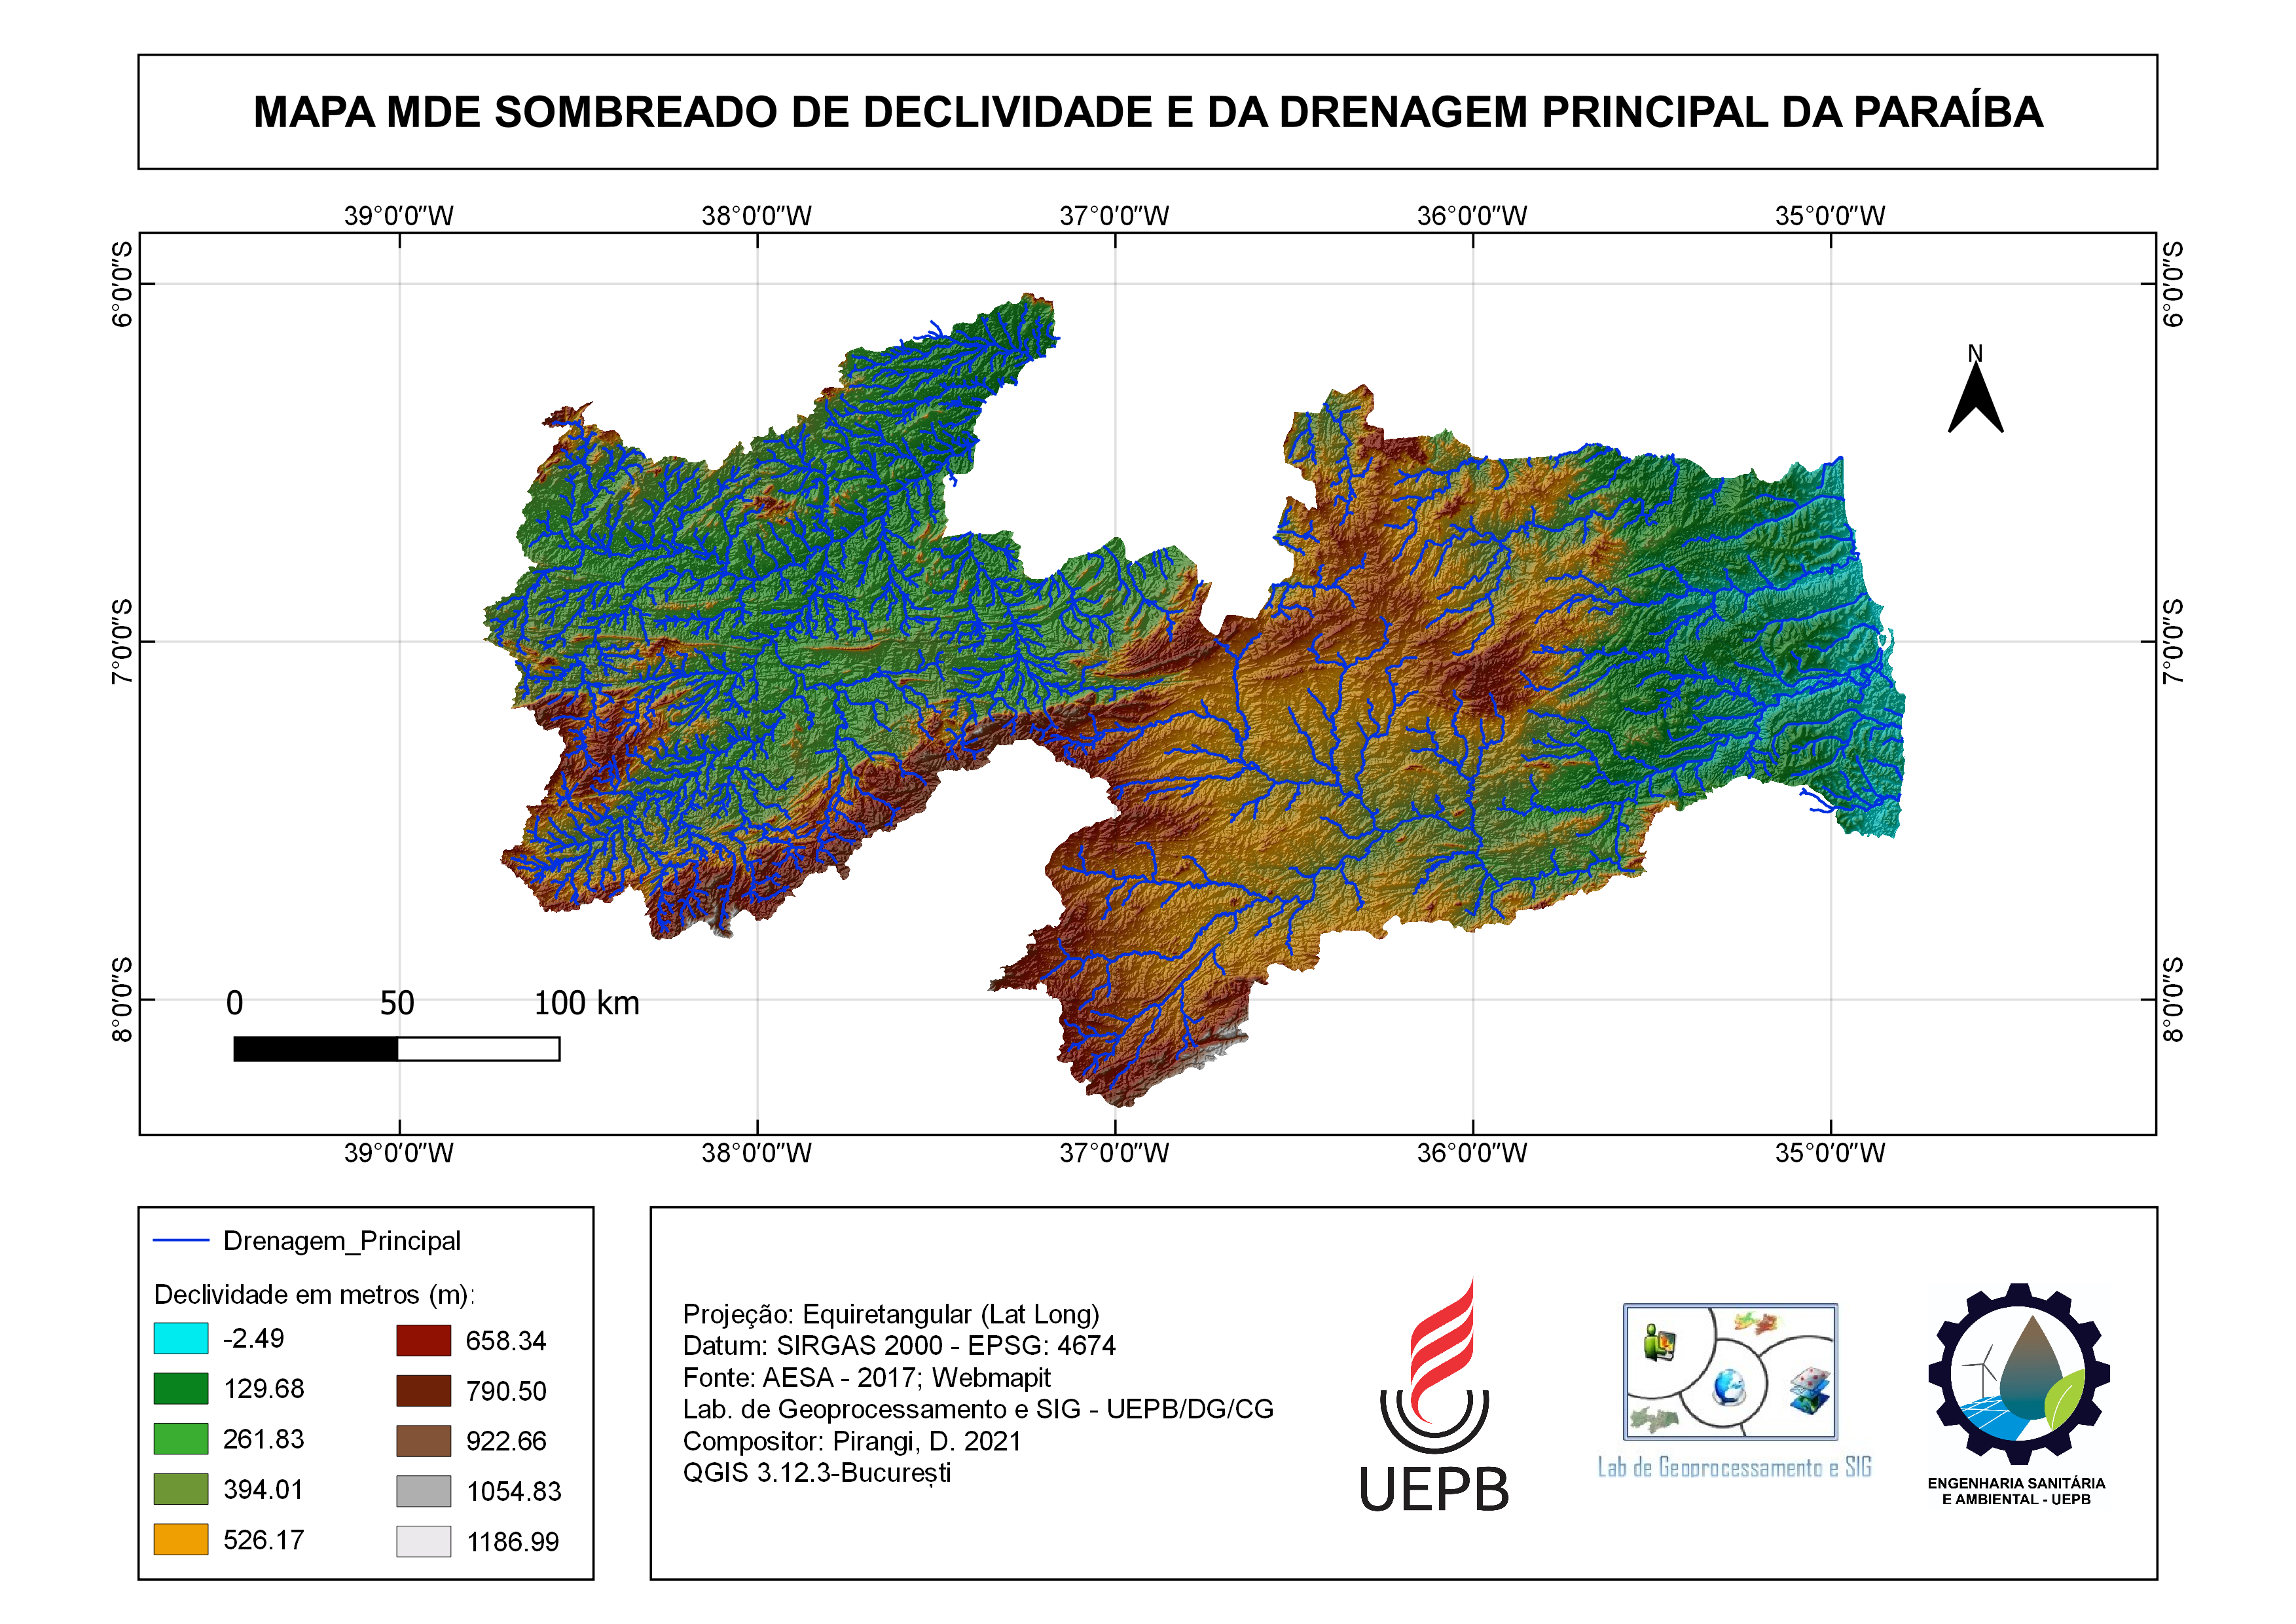 MAPA MDE SOMBREADO DE DECLIVIDADE E DA DRENAGEM PRINCIPAL DA PARAÍBA
39°0′0″W 38°0′0″W 37°0′0″W 36°0′0″W 35°0′0″W
6°0′0″S 6°0′0″S
N
7°0′0″S 7°0′0″S
8°0′0″S 8°0′0″S
0 50 100 km
39°0′0″W 38°0′0″W 37°0′0″W 36°0′0″W 35°0′0″W
Drenagem_Principal
Declividade em metros (m):
-2.49
129.68
261.83
394.01
526.17
658.34
790.50
922.66
1054.83
1186.99
Projeção: Equiretangular (Lat Long)
Datum: SIRGAS 2000 - EPSG: 4674
Fonte: AESA - 2017; Webmapit
Lab. de Geoprocessamento e SIG - UEPB/DG/CG
Compositor: Pirangi, D. 2021
QGIS 3.12.3-București
UEPB
Lab de Geoprocessamento e SIG
ENGENHARIA SANITÁRIA
E AMBIENTAL - UEPB